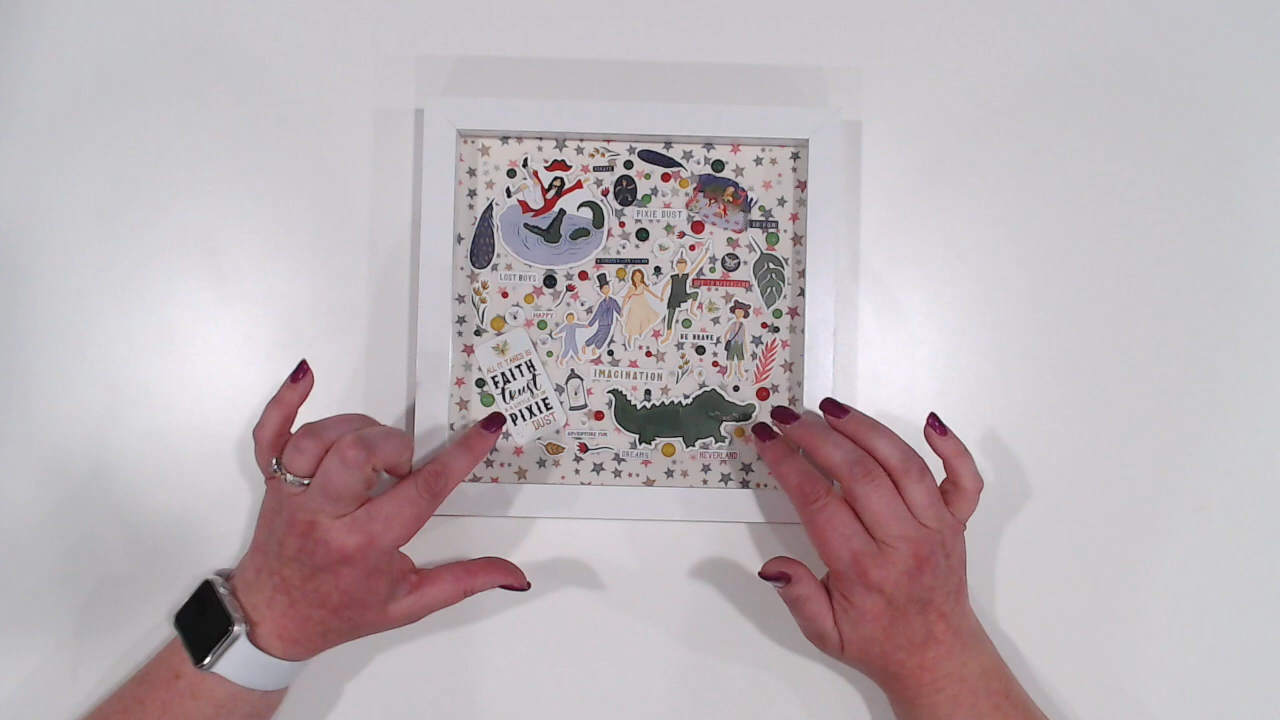 PIXIE DUST
LOST BOYS
OFF TO NEVERLAND
HAPPY
BE BRAVE
ALL IT TAKES IS
FAITH
trust
PIXIE
DUST
IMAGINATION
ADVENTURE FUN
DREAMS
NEVERLAND